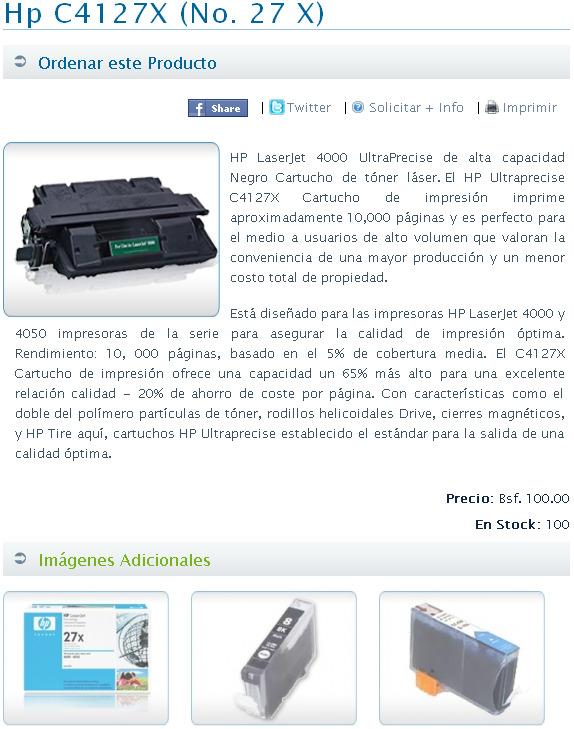 Hp C4127X (No. 27 X)
Ordenar este Producto
Share | Twitter | Solicitar + Info | Imprimir
HP LaserJet 4000 UltraPrecise de alta capacidad
Negro Cartucho de tóner láser. El HP Ultraprecise
C4127X Cartucho de impresión imprime
aproximadamente 10,000 páginas y es perfecto para
el medio a usuarios de alto volumen que valoran la
conveniencia de una mayor producción y un menor
costo total de propiedad.
Está diseñado para las impresoras HP LaserJet 4000 y
4050 impresoras de la serie para asegurar la calidad de impresión óptima.
Rendimiento: 10, 000 páginas, basado en el 5% de cobertura media. El C4127X
Cartucho de impresión ofrece una capacidad un 65% más alto para una excelente
relación calidad - 20% de ahorro de coste por página. Con características como el
doble del polímero partículas de tóner, rodillos helicoidales Drive, cierres magnéticos,
y HP Tire aquí, cartuchos HP Ultraprecise establecido el estándar para la salida de una
calidad óptima.
Precio: Bsf. 100.00
En Stock: 100
Imágenes Adicionales
hp
HP LaserJet
27x
8
BK